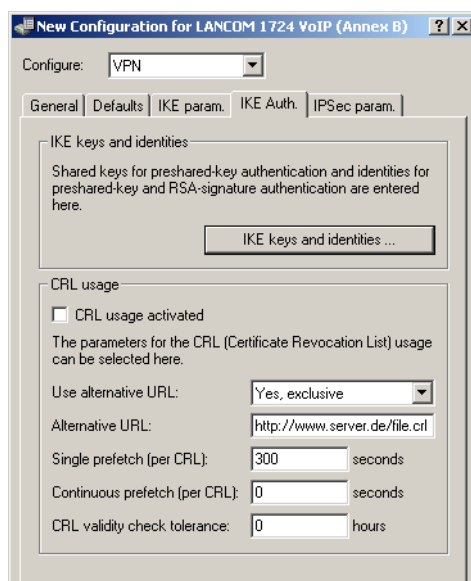 New Configuration for LANCOM 1724 VoIP (Annex B)
Configure: VPN
General Defaults IKE param. IKE Auth. IPSec param.
IKE keys and identities
Shared keys for preshared-key authentication and identities for
preshared-key and RSA-signature authentication are entered
here.
IKE keys and identities ...
CRL usage
CRL usage activated
The parameters for the CRL (Certificate Revocation List) usage
can be selected here.
Use alternative URL: Yes, exclusive
Alternative URL: http://www.server.de/file.crl
Single prefetch (per CRL): 300 seconds
Continuous prefetch (per CRL): 0 seconds
CRL validity check tolerance: 0 hours